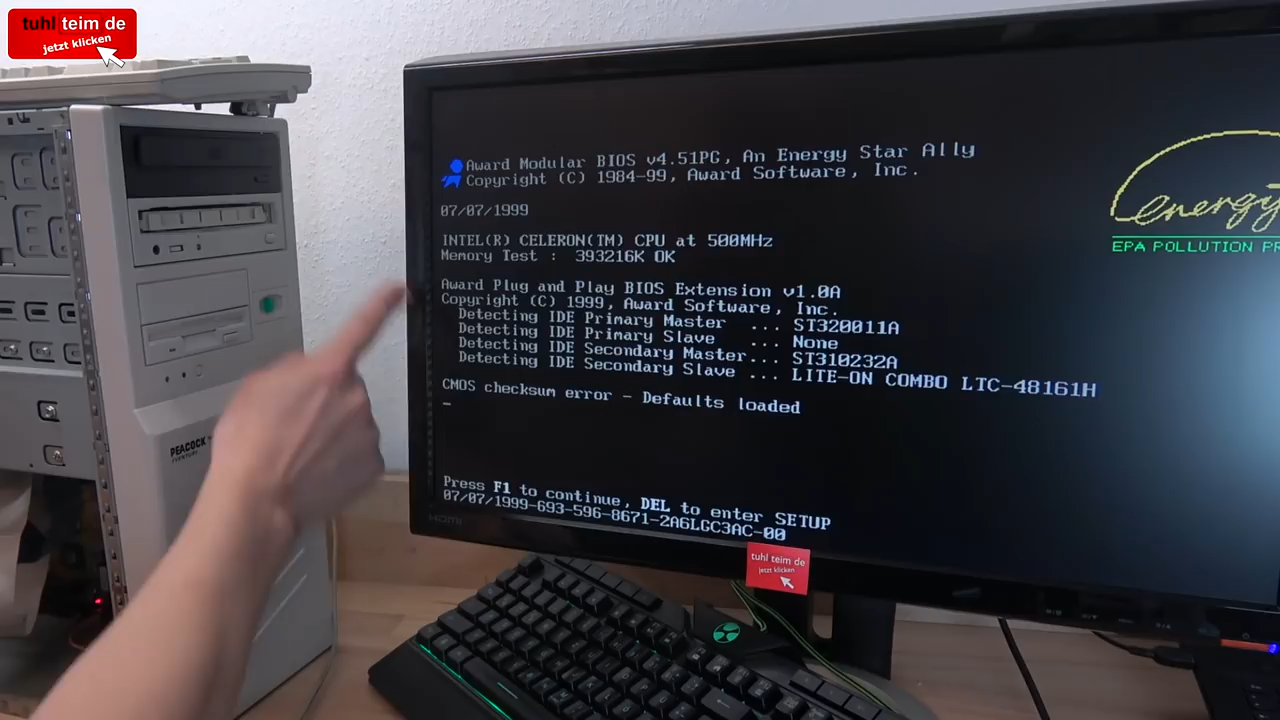 tuhl teim de
jetzt klicken
Award Modular BIOS v4.51PG, An Energy Star Ally
Copyright (C) 1984-99, Award Software, Inc.
07/07/1999
INTEL(R) CELERON(TM) CPU at 500MHz
Memory Test : 393216K OK
Award Plug and Play BIOS Extension v1.0A
Copyright (C) 1999, Award Software, Inc.
Detecting IDE Primary Master ... ST320011A
Detecting IDE Primary Slave ... None
Detecting IDE Secondary Master... ST310232A
Detecting IDE Secondary Slave ... LITE-ON COMBO LTC-48161H
CMOS checksum error - Defaults loaded
Press F1 to continue, DEL to enter SETUP
07/07/1999-693-596-8671-2A6LGC3AC-00
energy
EPA POLLUTION PR
PEACOCK
HDMI
tuhl teim de
jetzt klicken